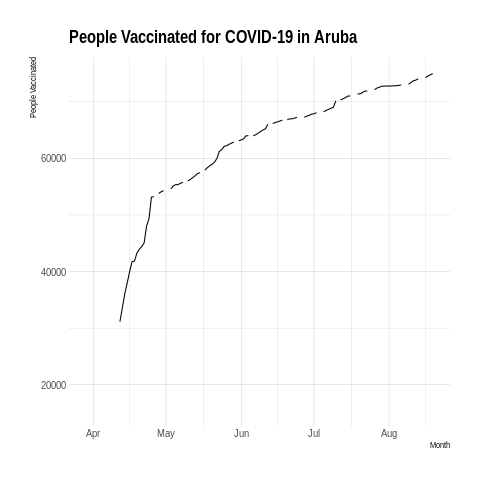 People Vaccinated for COVID-19 in Aruba
People Vaccinated
60000
40000
20000
Apr May Jun Jul Aug
Month